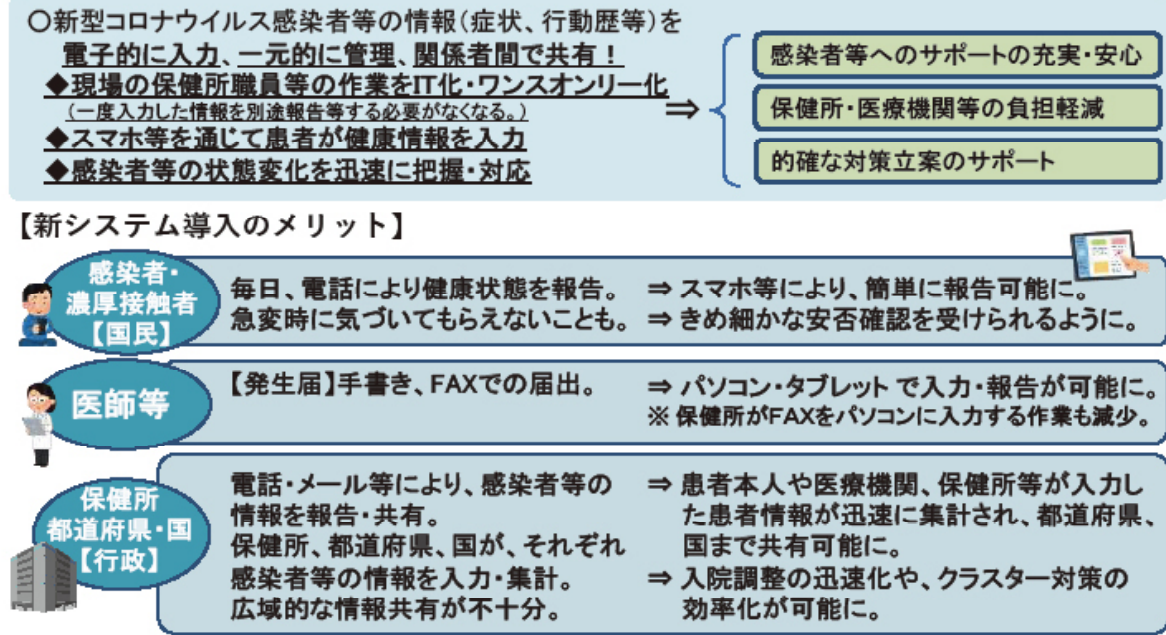 〇新型コロナウイルス感染者等の情報(症状、行動歴等)を
電子的に入力、一元的に管理、関係者間で共有！
◆現場の保健所職員等の作業をIT化・ワンスオンリー化
(一度入力した情報を別途報告等する必要がなくなる。)
◆スマホ等を通じて患者が健康情報を入力
◆感染者等の状態変化を迅速に把握・対応
⇒
感染者等へのサポートの充実・安心
保健所・医療機関等の負担軽減
的確な対策立案のサポート
【新システム導入のメリット】
感染者・
濃厚接触者
【国民】
毎日、電話により健康状態を報告。
急変時に気づいてもらえないことも。
⇒ スマホ等により、簡単に報告可能に。
⇒ きめ細かな安否確認を受けられるように。
医師等
【発生届】手書き、FAXでの届出。
⇒ パソコン・タブレット で入力・報告が可能に。
※ 保健所がFAXをパソコンに入力する作業も減少。
保健所
都道府県・国
【行政】
電話・メール等により、感染者等の
情報を報告・共有。
保健所、都道府県、国が、それぞれ
感染者等の情報を入力・集計。
広域的な情報共有が不十分。
⇒ 患者本人や医療機関、保健所等が入力し
た患者情報が迅速に集計され、都道府県、
国まで共有可能に。
⇒ 入院調整の迅速化や、クラスター対策の
効率化が可能に。